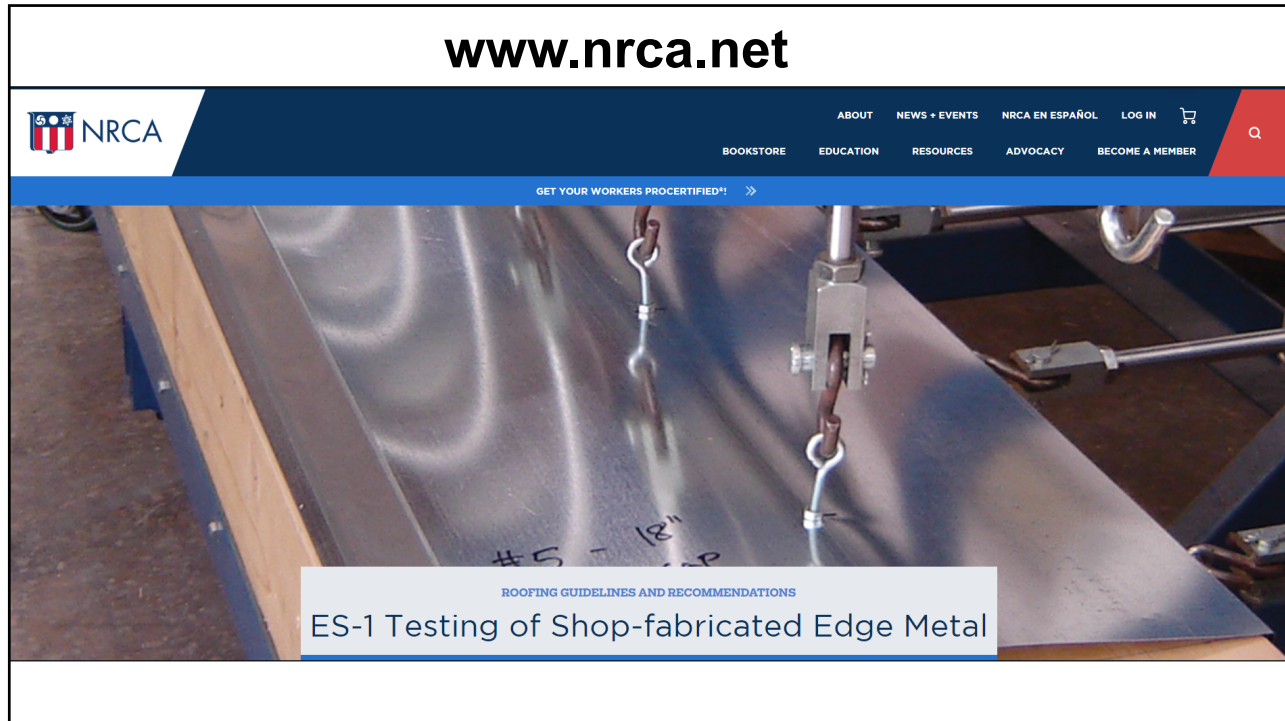 www.nrca.net
NRCA
ABOUT NEWS + EVENTS NRCA EN ESPAÑOL LOG IN
BOOKSTORE EDUCATION RESOURCES ADVOCACY BECOME A MEMBER
GET YOUR WORKERS PROCERTIFIED®!
#5 - 18"
ROOFING GUIDELINES AND RECOMMENDATIONS
ES-1 Testing of Shop-fabricated Edge Metal